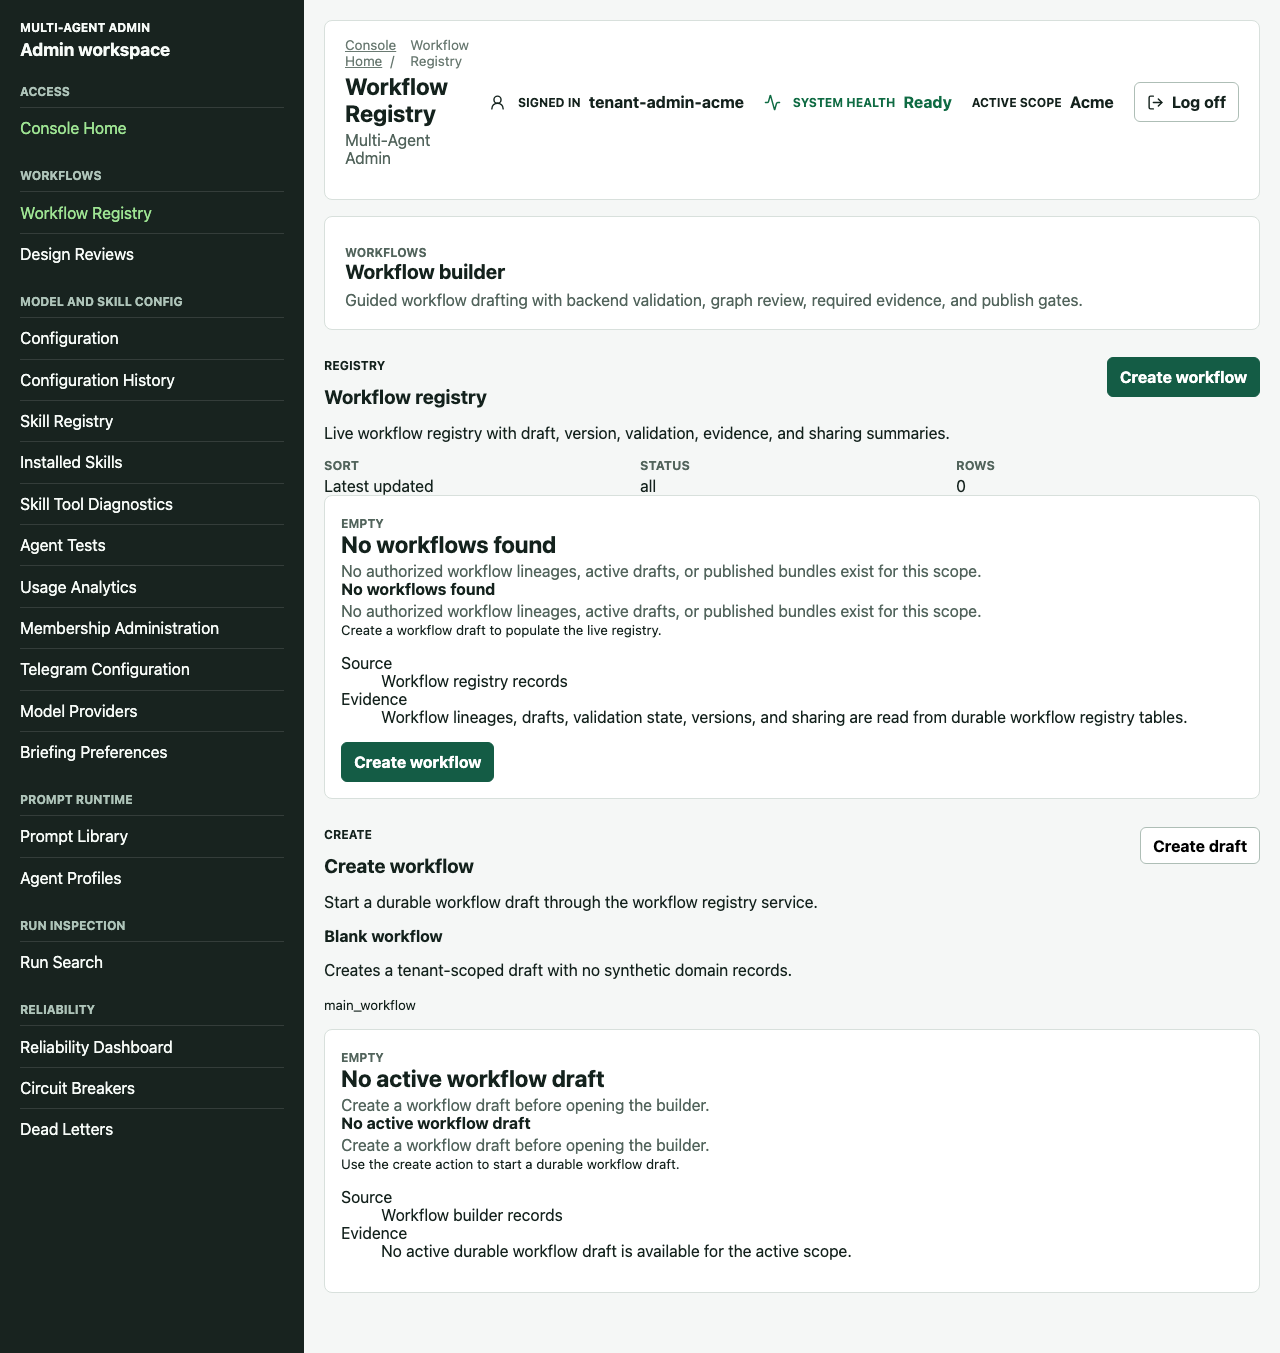 MULTI-AGENT ADMIN
Admin workspace
ACCESS
Console Home
WORKFLOWS
Workflow Registry
Design Reviews
MODEL AND SKILL CONFIG
Configuration
Configuration History
Skill Registry
Installed Skills
Skill Tool Diagnostics
Agent Tests
Usage Analytics
Membership Administration
Telegram Configuration
Model Providers
Briefing Preferences
PROMPT RUNTIME
Prompt Library
Agent Profiles
RUN INSPECTION
Run Search
RELIABILITY
Reliability Dashboard
Circuit Breakers
Dead Letters
Console Workflow
Home / Registry
Workflow
Registry
Multi-Agent
Admin
SIGNED IN tenant-admin-acme SYSTEM HEALTH Ready ACTIVE SCOPE Acme Log off
WORKFLOWS
Workflow builder
Guided workflow drafting with backend validation, graph review, required evidence, and publish gates.
REGISTRY
Create workflow
Workflow registry
Live workflow registry with draft, version, validation, evidence, and sharing summaries.
SORT STATUS ROWS
Latest updated all 0
EMPTY
No workflows found
No authorized workflow lineages, active drafts, or published bundles exist for this scope.
No workflows found
No authorized workflow lineages, active drafts, or published bundles exist for this scope.
Create a workflow draft to populate the live registry.
Source
Workflow registry records
Evidence
Workflow lineages, drafts, validation state, versions, and sharing are read from durable workflow registry tables.
Create workflow
CREATE
Create draft
Create workflow
Start a durable workflow draft through the workflow registry service.
Blank workflow
Creates a tenant-scoped draft with no synthetic domain records.
main_workflow
EMPTY
No active workflow draft
Create a workflow draft before opening the builder.
No active workflow draft
Create a workflow draft before opening the builder.
Use the create action to start a durable workflow draft.
Source
Workflow builder records
Evidence
No active durable workflow draft is available for the active scope.